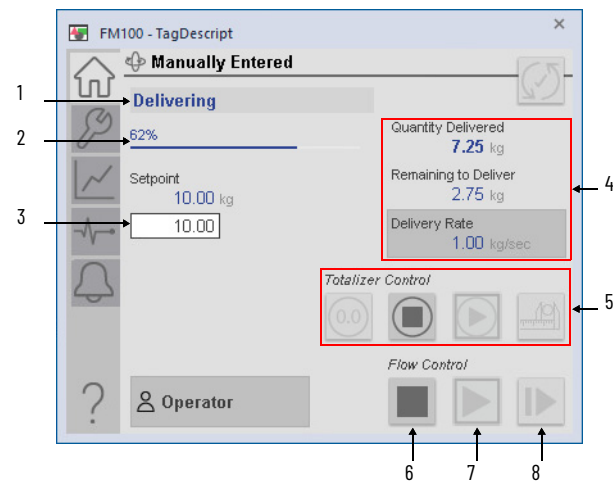 FM100 - TagDescript
Manually Entered
1
Delivering
2
62%
Setpoint
10.00 kg
3
10.00
Quantity Delivered
7.25 kg
Remaining to Deliver
2.75 kg
4
Delivery Rate
1.00 kg/sec
Totalizer Control
0.0
5
Flow Control
?
Operator
6
7
8